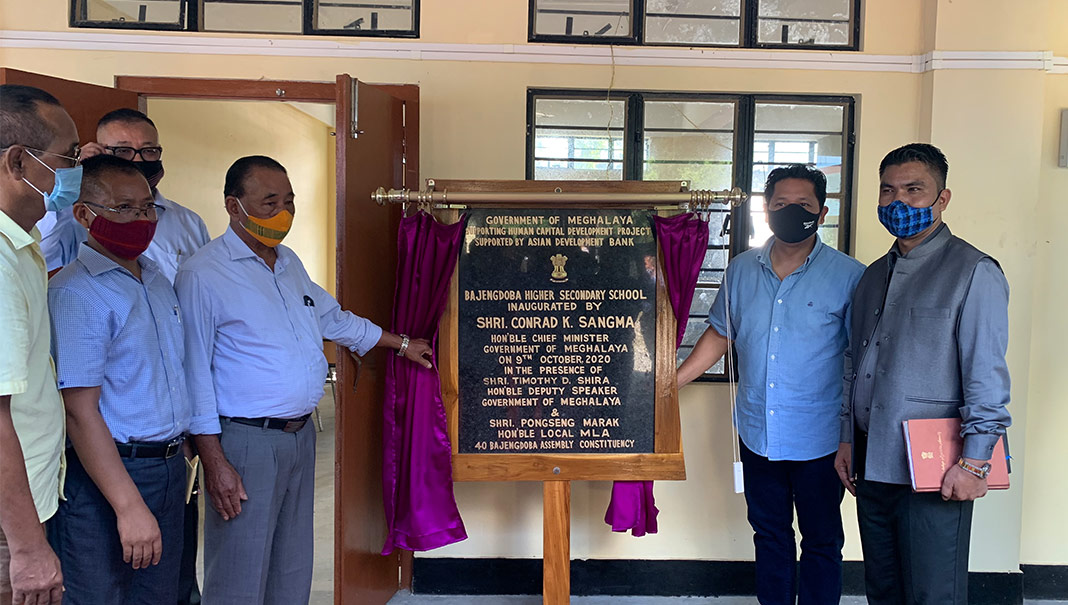 GOVERNMENT OF MEGHALAYA
SUPPORTING HUMAN CAPITAL DEVELOPMENT PROJECT
SUPPORTED BY ASIAN DEVELOPMENT BANK
BAJENGDOBA HIGHER SECONDARY SCHOOL
INAUGURATED BY
SHRI. CONRAD K. SANGMA
HON'BLE CHIEF MINISTER
GOVERNMENT OF MEGHALAYA
ON 9TH OCTOBER, 2020
IN THE PRESENCE OF
SHRI. TIMOTHY D. SHIRA
HON'BLE DEPUTY SPEAKER
GOVERNMENT OF MEGHALAYA
&
SHRI. PONGSENG MARAK
HON'BLE LOCAL MLA
40 BAJENGDOBA ASSEMBLY CONSTITUENCY